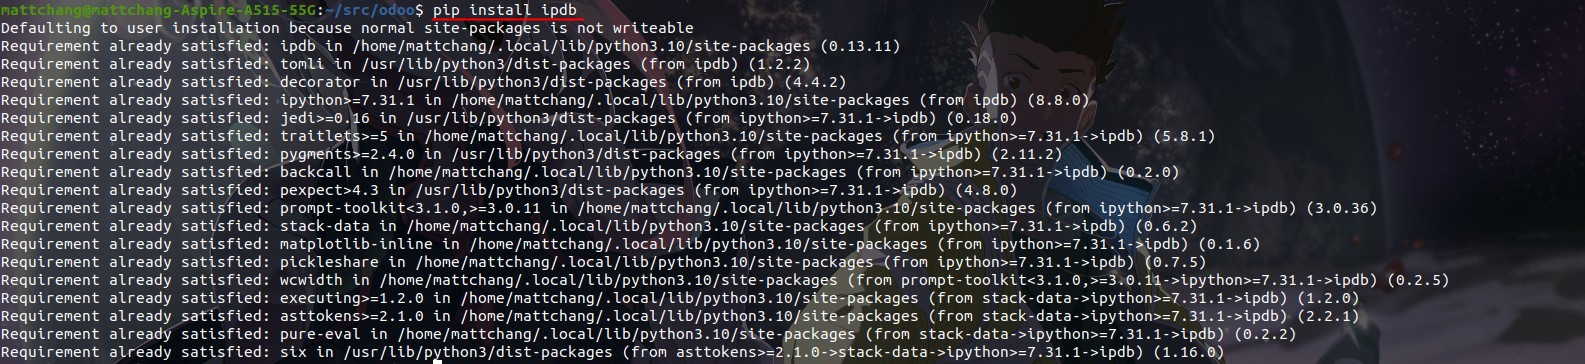 mattchang@mattchang-Aspire-A515-55G:~/src/odoo$ pip install ipdb
Defaulting to user installation because normal site-packages is not writeable
Requirement already satisfied: ipdb in /home/mattchang/.local/lib/python3.10/site-packages (0.13.11)
Requirement already satisfied: tomli in /usr/lib/python3/dist-packages (from ipdb) (1.2.2)
Requirement already satisfied: decorator in /usr/lib/python3/dist-packages (from ipdb) (4.4.2)
Requirement already satisfied: ipython>=7.31.1 in /home/mattchang/.local/lib/python3.10/site-packages (from ipdb) (8.8.0)
Requirement already satisfied: jedi>=0.16 in /usr/lib/python3/dist-packages (from ipython>=7.31.1->ipdb) (0.18.0)
Requirement already satisfied: traitlets>=5 in /home/mattchang/.local/lib/python3.10/site-packages (from ipython>=7.31.1->ipdb) (5.8.1)
Requirement already satisfied: pygments>=2.4.0 in /usr/lib/python3/dist-packages (from ipython>=7.31.1->ipdb) (2.11.2)
Requirement already satisfied: backcall in /home/mattchang/.local/lib/python3.10/site-packages (from ipython>=7.31.1->ipdb) (0.2.0)
Requirement already satisfied: pexpect>4.3 in /usr/lib/python3/dist-packages (from ipython>=7.31.1->ipdb) (4.8.0)
Requirement already satisfied: prompt-toolkit<3.1.0,>=3.0.11 in /home/mattchang/.local/lib/python3.10/site-packages (from ipython>=7.31.1->ipdb) (3.0.36)
Requirement already satisfied: stack-data in /home/mattchang/.local/lib/python3.10/site-packages (from ipython>=7.31.1->ipdb) (0.6.2)
Requirement already satisfied: matplotlib-inline in /home/mattchang/.local/lib/python3.10/site-packages (from ipython>=7.31.1->ipdb) (0.1.6)
Requirement already satisfied: pickleshare in /home/mattchang/.local/lib/python3.10/site-packages (from ipython>=7.31.1->ipdb) (0.7.5)
Requirement already satisfied: wcwidth in /home/mattchang/.local/lib/python3.10/site-packages (from prompt-toolkit<3.1.0,>=3.0.11->ipython>=7.31.1->ipdb) (0.2.5)
Requirement already satisfied: executing>=1.2.0 in /home/mattchang/.local/lib/python3.10/site-packages (from stack-data->ipython>=7.31.1->ipdb) (1.2.0)
Requirement already satisfied: asttokens>=2.1.0 in /home/mattchang/.local/lib/python3.10/site-packages (from stack-data->ipython>=7.31.1->ipdb) (2.2.1)
Requirement already satisfied: pure-eval in /home/mattchang/.local/lib/python3.10/site-packages (from stack-data->ipython>=7.31.1->ipdb) (0.2.2)
Requirement already satisfied: six in /usr/lib/python3/dist-packages (from asttokens>=2.1.0->stack-data->ipython>=7.31.1->ipdb) (1.16.0)